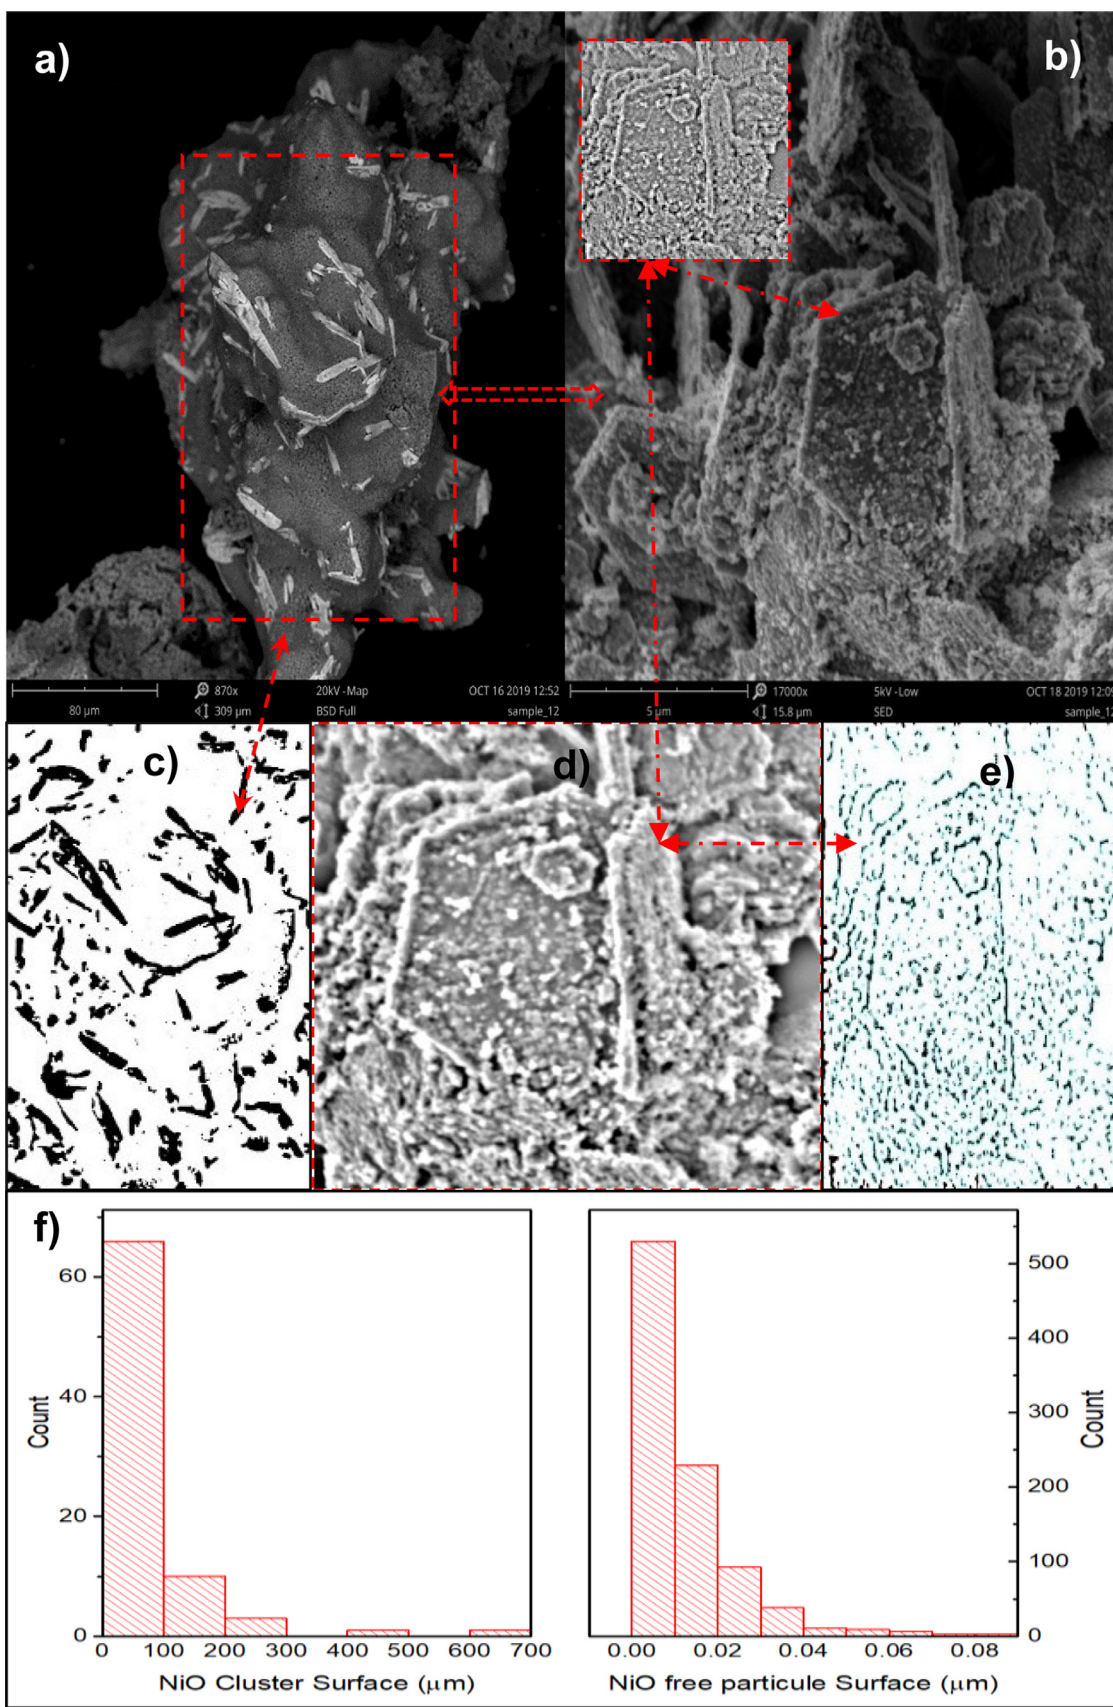 a)
b)
870x 20kV - Map OCT 16 2019 12:52
80 µm 309 µm BSD Full sample_12
17000x 5kV - Low OCT 18 2019 12:09
5 µm 15.8 µm SED sample_12
c)
d)
e)
f)
60
40
20
0
Count
0 100 200 300 400 500 600 700
NiO Cluster Surface (µm)
500
400
300
200
100
0
Count
0.00 0.02 0.04 0.06 0.08
NiO free particule Surface (µm)